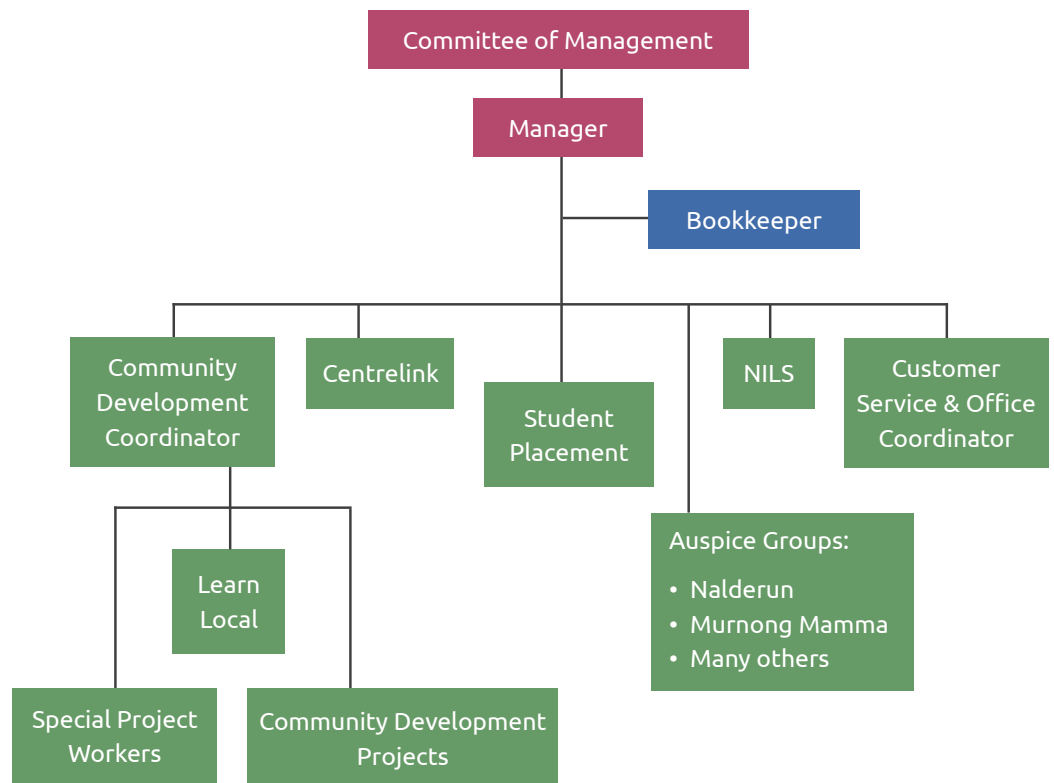 Committee of Management
Manager
Bookkeeper
Community
Development
Coordinator
Centrelink
Student
Placement
NILS
Customer
Service & Office
Coordinator
Auspice Groups:
• Nalderun
• Murnong Mamma
• Many others
Learn
Local
Special Project
Workers
Community Development
Projects